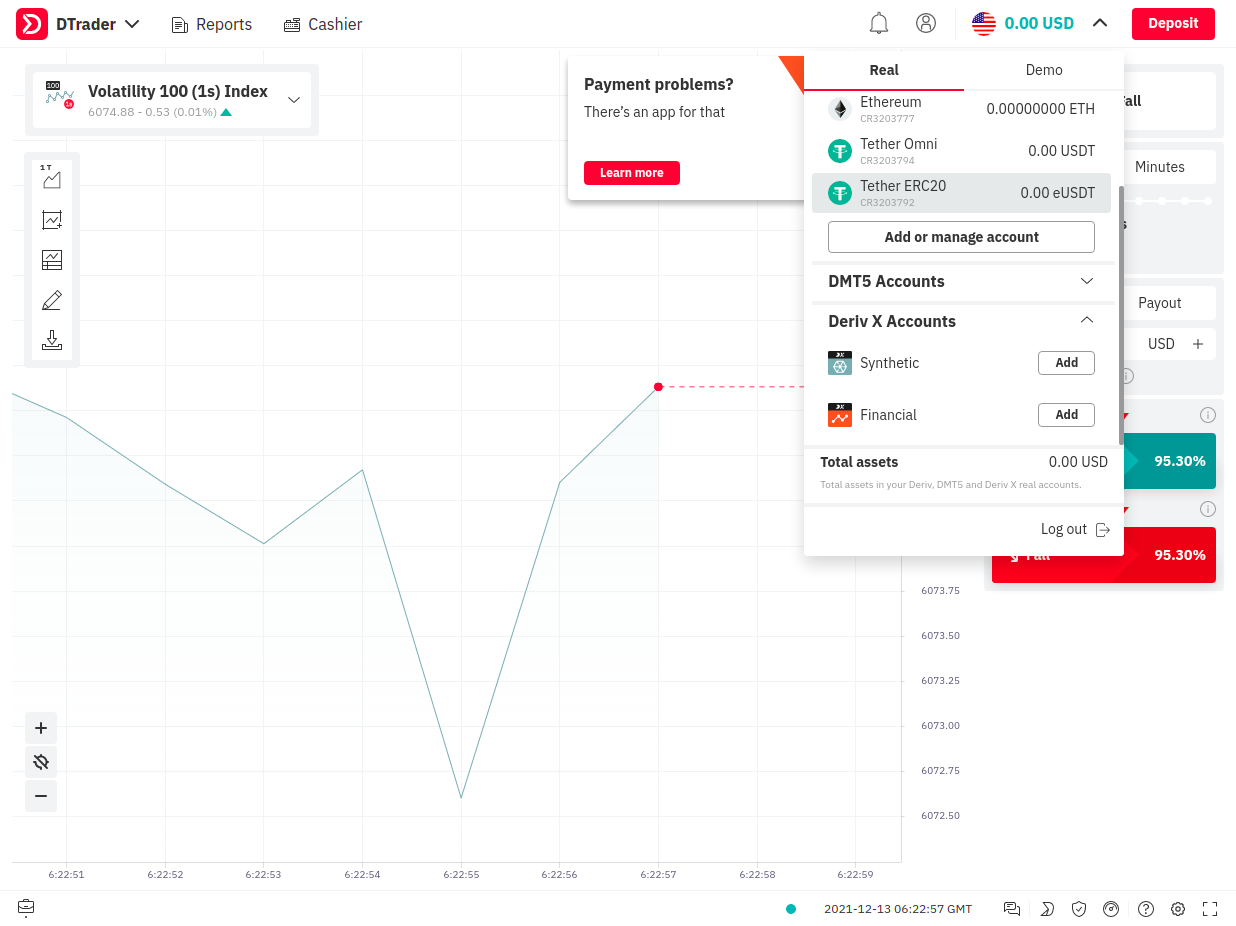 DTrader
Reports
Cashier
0.00 USD
Deposit
100
1s
Volatility 100 (1s) Index
6074.88 - 0.53 (0.01%)
1 T
Payment problems?
There's an app for that
Learn more
Real
Demo
Ethereum
CR3203777
0.00000000 ETH
Tether Omni
CR3203794
0.00 USDT
Tether ERC20
CR3203792
0.00 eUSDT
Add or manage account
DMT5 Accounts
Deriv X Accounts
Synthetic
Add
Financial
Add
Total assets
0.00 USD
Total assets in your Deriv, DMT5 and Deriv X real accounts.
Log out
Minutes
Payout
USD
95.30%
Fall
95.30%
6073.75
6073.50
6073.25
6073.00
6072.75
6072.50
6:22:51
6:22:52
6:22:53
6:22:54
6:22:55
6:22:56
6:22:57
6:22:58
6:22:59
2021-12-13 06:22:57 GMT